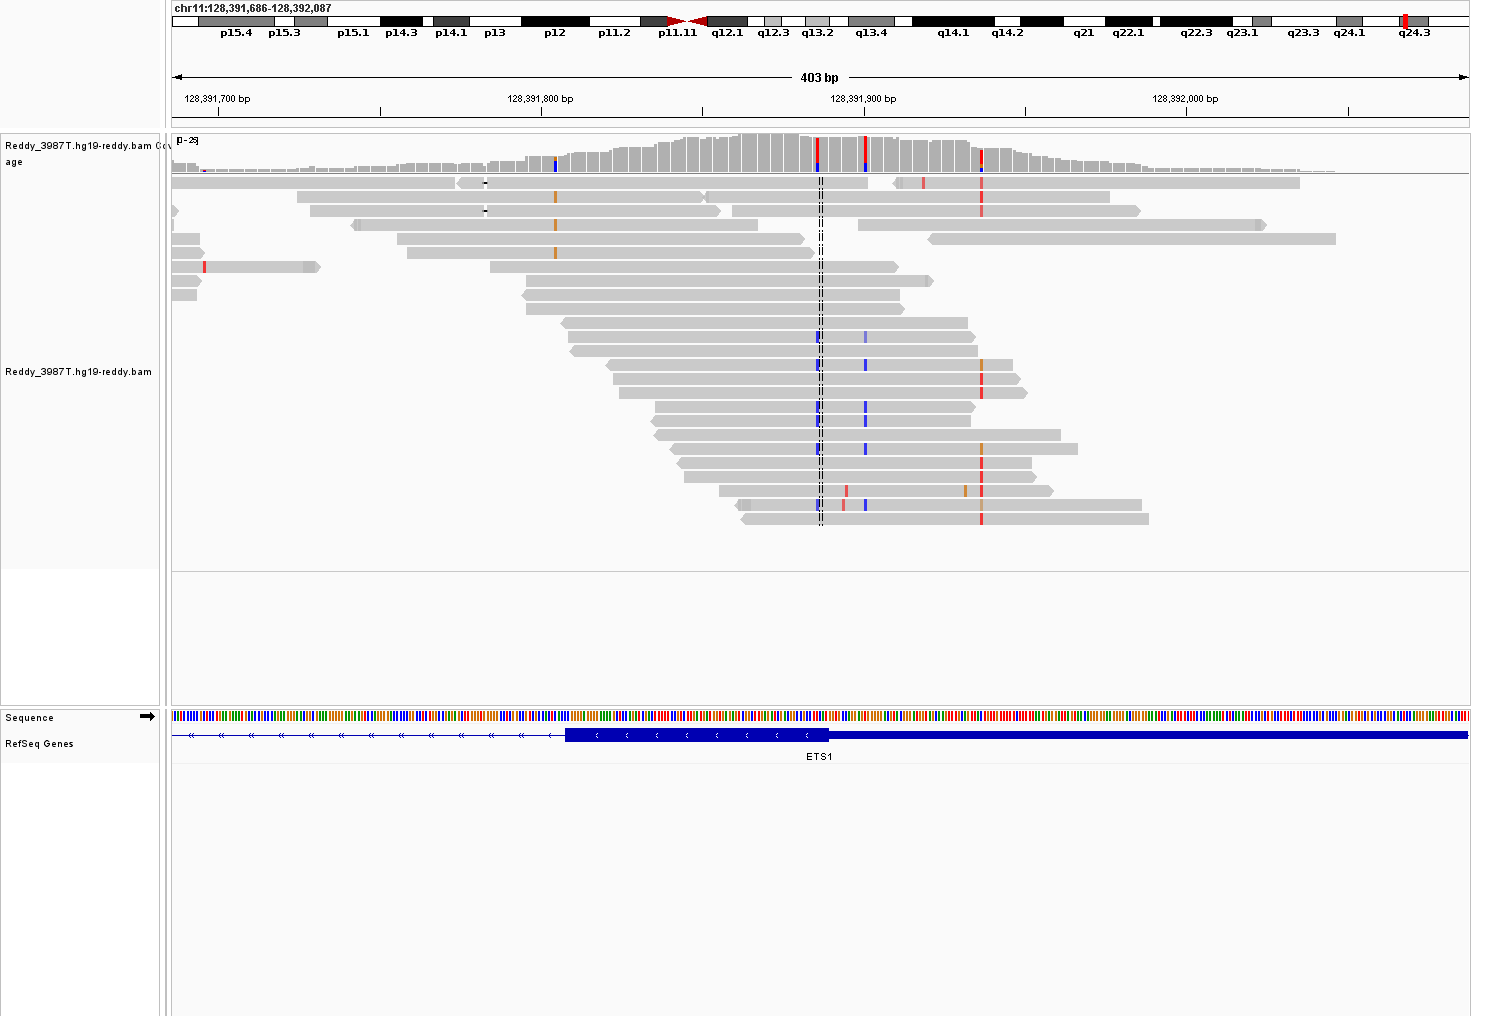 chr11:128,391,686-128,392,087
p15.4 p15.3 p15.1 p14.3 p14.1 p13 p12 p11.2 p11.11 q12.1 q12.3 q13.2 q13.4 q14.1 q14.2 q21 q22.1 q22.3 q23.1 q23.3 q24.1 q24.3
403 bp
128,391,700 bp 128,391,800 bp 128,391,900 bp 128,392,000 bp
Reddy_3987T.hg19-reddy.bam Cov
age
Reddy_3987T.hg19-reddy.bam
Sequence
RefSeq Genes
ETS1